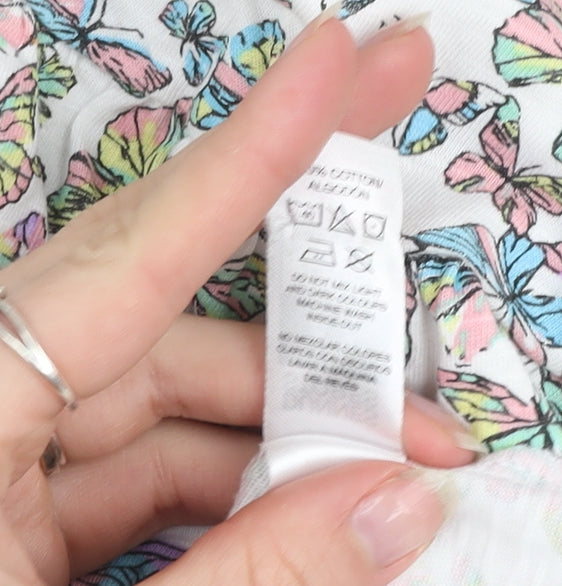 % COTTON/
ALGODÓN
DO NOT MIX LIGHT
AND DARK COLOURS
MACHINE WASH
INSIDE OUT
NO MEZCLAR COLORES
CLAROS CON OSCUROS
LAVAR A MAQUINA
DEL REVÉS